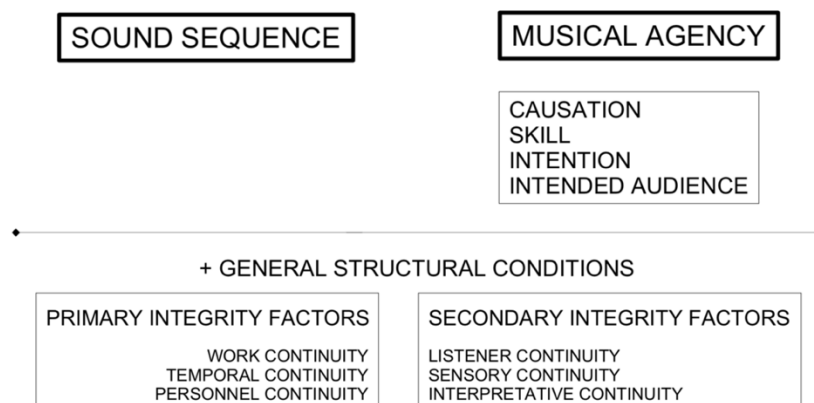 SOUND SEQUENCE
MUSICAL AGENCY
CAUSATION
SKILL
INTENTION
INTENDED AUDIENCE
+ GENERAL STRUCTURAL CONDITIONS
PRIMARY INTEGRITY FACTORS
WORK CONTINUITY
TEMPORAL CONTINUITY
PERSONNEL CONTINUITY
SECONDARY INTEGRITY FACTORS
LISTENER CONTINUITY
SENSORY CONTINUITY
INTERPRETATIVE CONTINUITY